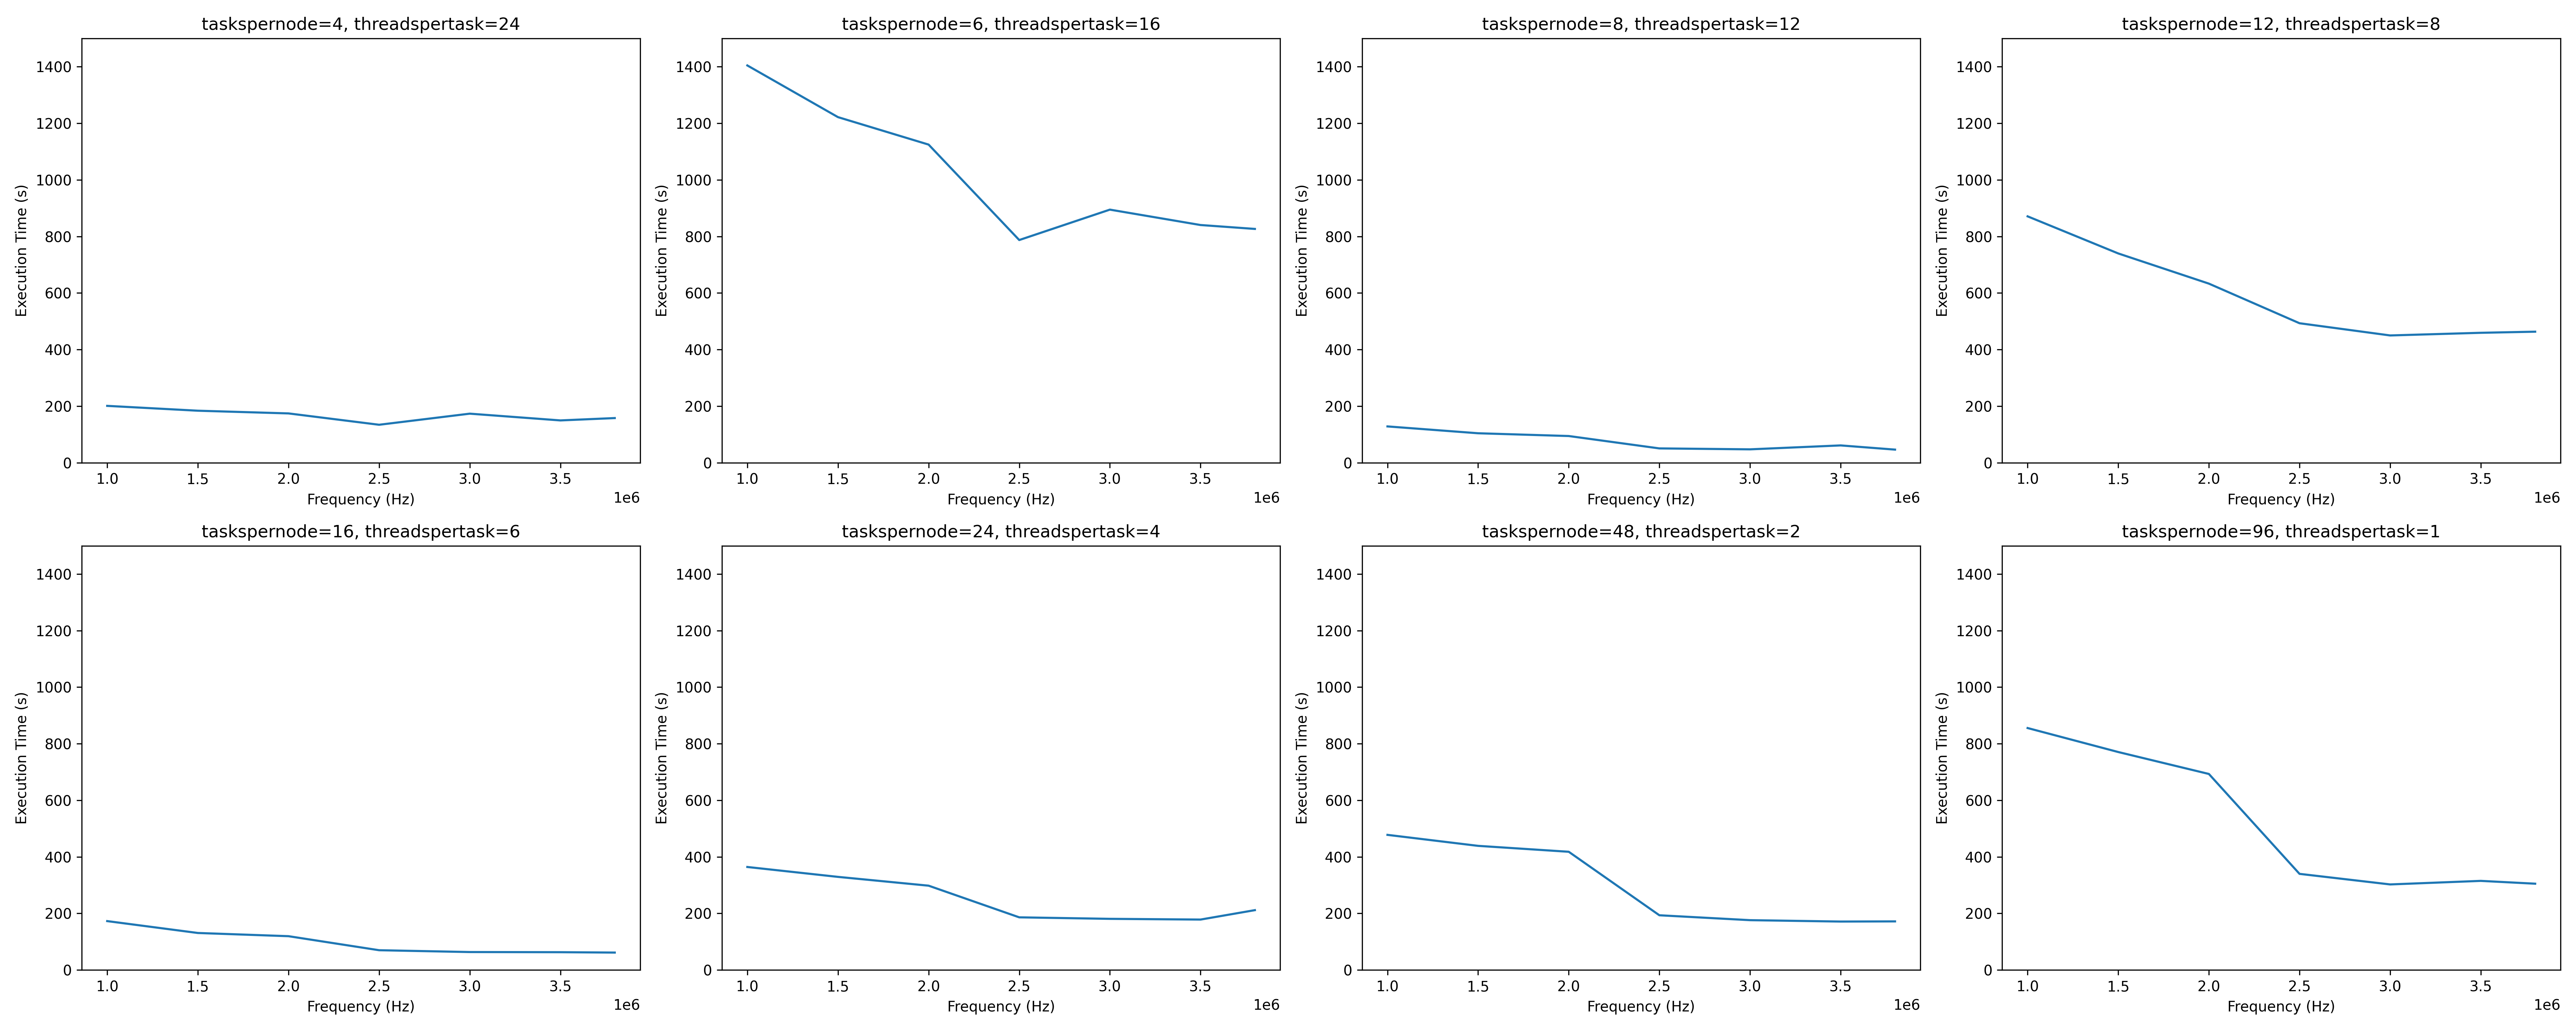 taskspernode=4, threadspertask=24
Execution Time (s)
1400
1200
1000
800
600
400
200
0
1.0 1.5 2.0 2.5 3.0 3.5
1e6
Frequency (Hz)
taskspernode=6, threadspertask=16
Execution Time (s)
1400
1200
1000
800
600
400
200
0
1.0 1.5 2.0 2.5 3.0 3.5
1e6
Frequency (Hz)
taskspernode=8, threadspertask=12
Execution Time (s)
1400
1200
1000
800
600
400
200
0
1.0 1.5 2.0 2.5 3.0 3.5
1e6
Frequency (Hz)
taskspernode=12, threadspertask=8
Execution Time (s)
1400
1200
1000
800
600
400
200
0
1.0 1.5 2.0 2.5 3.0 3.5
1e6
Frequency (Hz)
taskspernode=16, threadspertask=6
Execution Time (s)
1400
1200
1000
800
600
400
200
0
1.0 1.5 2.0 2.5 3.0 3.5
1e6
Frequency (Hz)
taskspernode=24, threadspertask=4
Execution Time (s)
1400
1200
1000
800
600
400
200
0
1.0 1.5 2.0 2.5 3.0 3.5
1e6
Frequency (Hz)
taskspernode=48, threadspertask=2
Execution Time (s)
1400
1200
1000
800
600
400
200
0
1.0 1.5 2.0 2.5 3.0 3.5
1e6
Frequency (Hz)
taskspernode=96, threadspertask=1
Execution Time (s)
1400
1200
1000
800
600
400
200
0
1.0 1.5 2.0 2.5 3.0 3.5
1e6
Frequency (Hz)